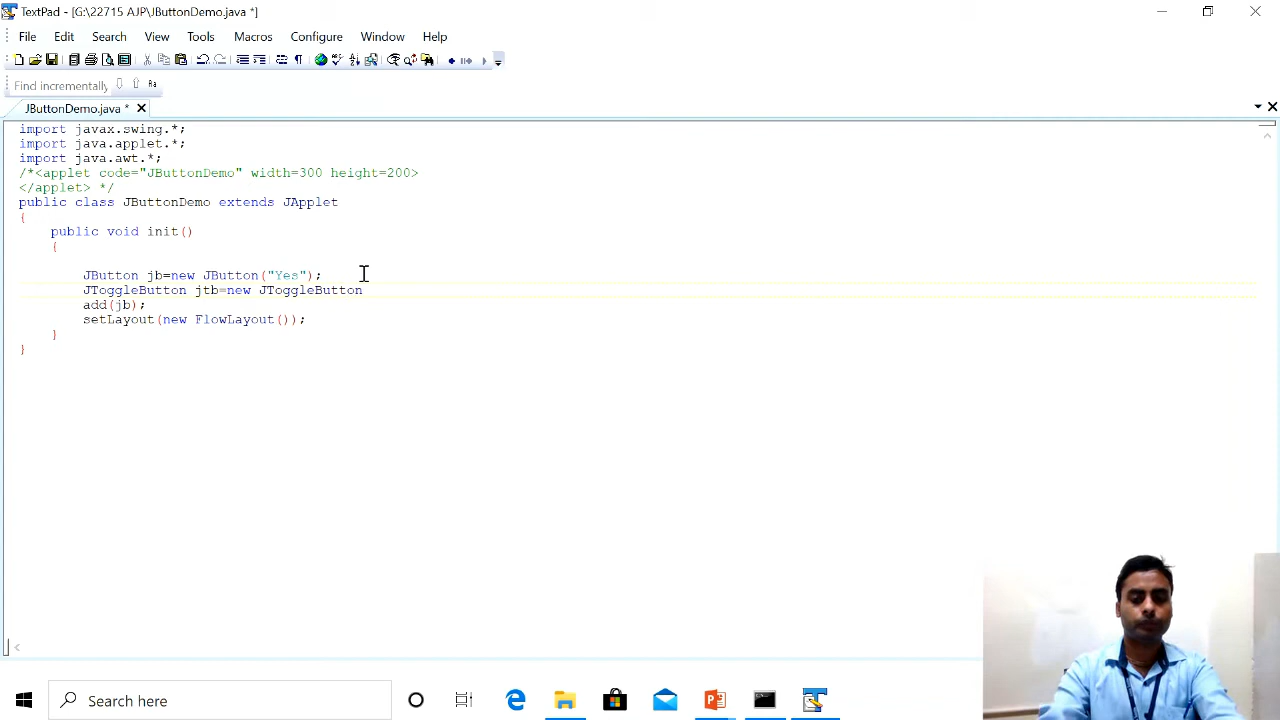 TextPad - [G:\22715 AJP\JButtonDemo.java *]
File Edit Search View Tools Macros Configure Window Help
Find incrementally
JButtonDemo.java *
import javax.swing.*;
import java.applet.*;
import java.awt.*;
/*<applet code="JButtonDemo" width=300 height=200>
</applet> */
public class JButtonDemo extends JApplet
{
public void init()
{
JButton jb=new JButton("Yes");
JToggleButton jtb=new JToggleButton
add(jb);
setLayout(new FlowLayout());
}
}
Search here